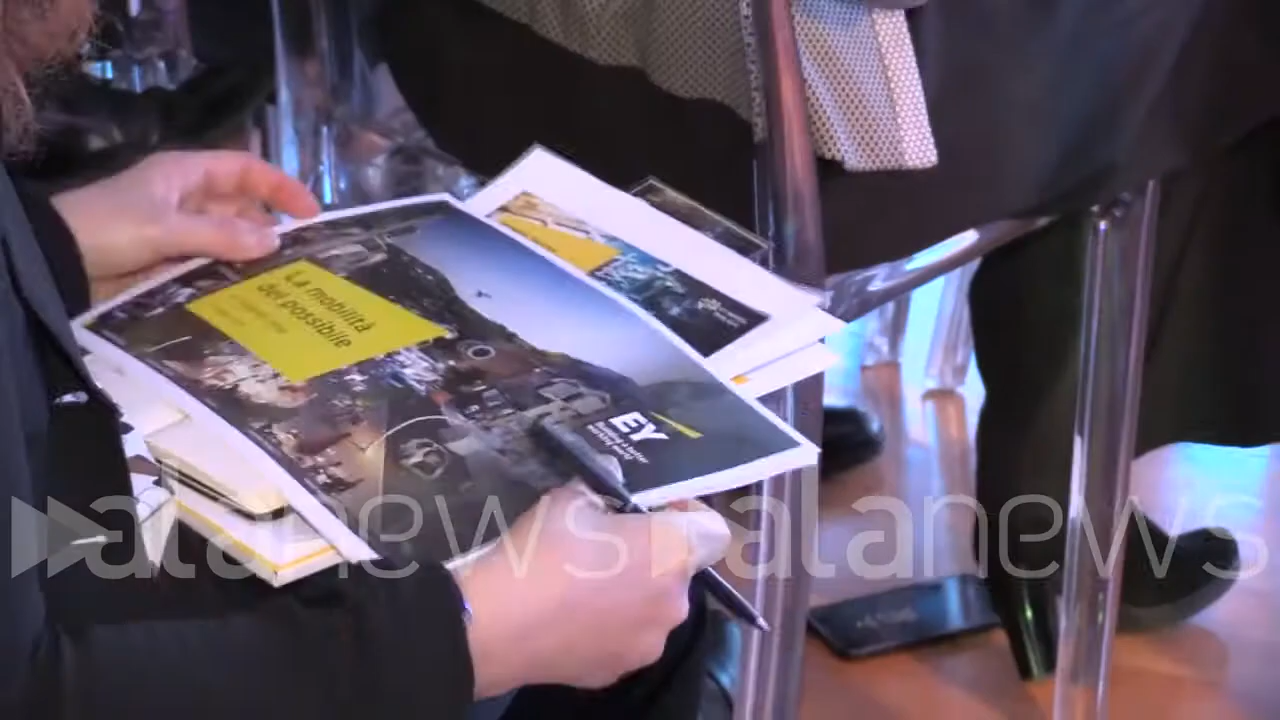 La mobilità
del possibile
EY
Building a better
working world
alanews alanews